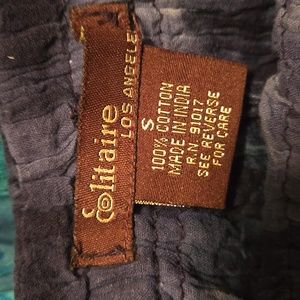 Solitaire
LOS ANGELES
S
100% COTTON
MADE IN INDIA
R.N. 91017
SEE REVERSE
FOR CARE